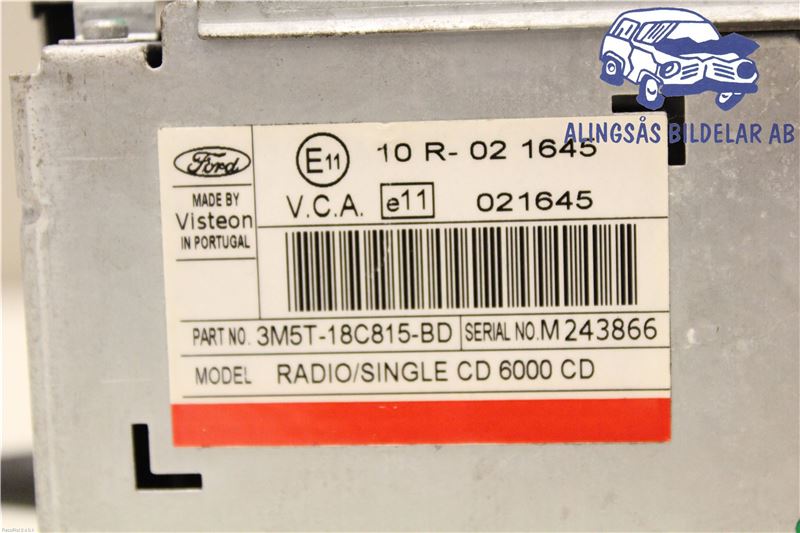 ALINGSÅS BILDELAR AB
Ford
E11
10 R- 02 1645
MADE BY
Visteon
IN PORTUGAL
V.C.A.
e11
021645
PART NO. 3M5T-18C815-BD
SERIAL NO. M243866
MODEL RADIO/SINGLE CD 6000 CD